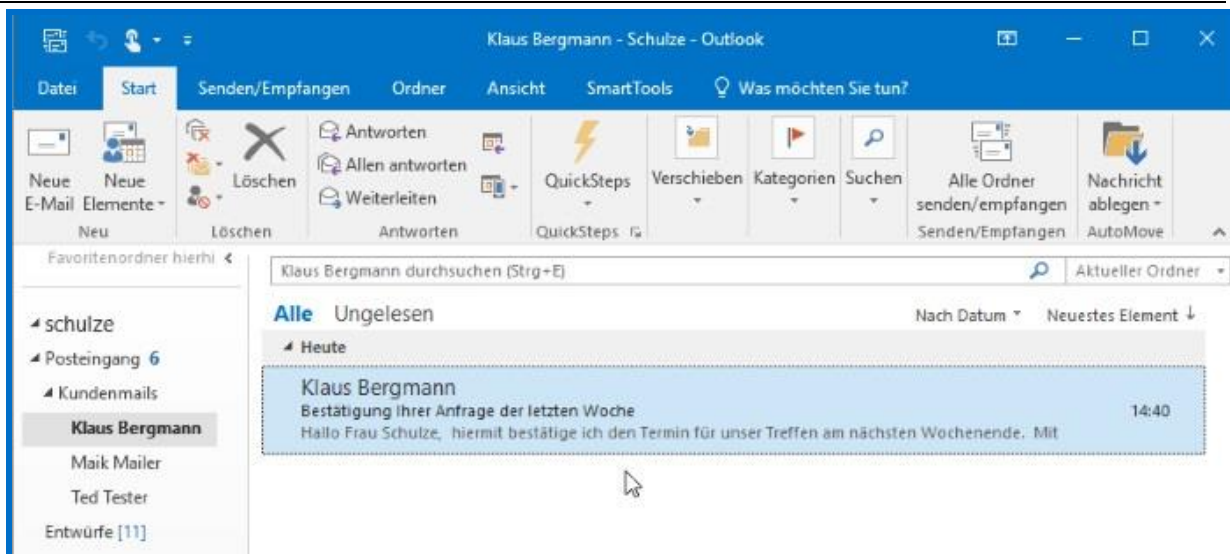 Klaus Bergmann - Schulze - Outlook
Datei Start Senden/Empfangen Ordner Ansicht SmartTools Was möchten Sie tun?
Neue E-Mail
Neue Elemente
Löschen
Antworten
Allen antworten
Weiterleiten
QuickSteps
Verschieben
Kategorien
Suchen
Alle Ordner senden/empfangen
Nachricht ablegen
Neu Löschen Antworten QuickSteps Senden/Empfangen AutoMove
Favoritenordner hierhi
Klaus Bergmann durchsuchen (Strg+E) Aktueller Ordner
schulze
Posteingang 6
Kundenmails
Klaus Bergmann
Maik Mailer
Ted Tester
Entwürfe [11]
Alle Ungelesen Nach Datum Neuestes Element
Heute
Klaus Bergmann
Bestätigung Ihrer Anfrage der letzten Woche 14:40
Hallo Frau Schulze, hiermit bestätige ich den Termin für unser Treffen am nächsten Wochenende. Mit